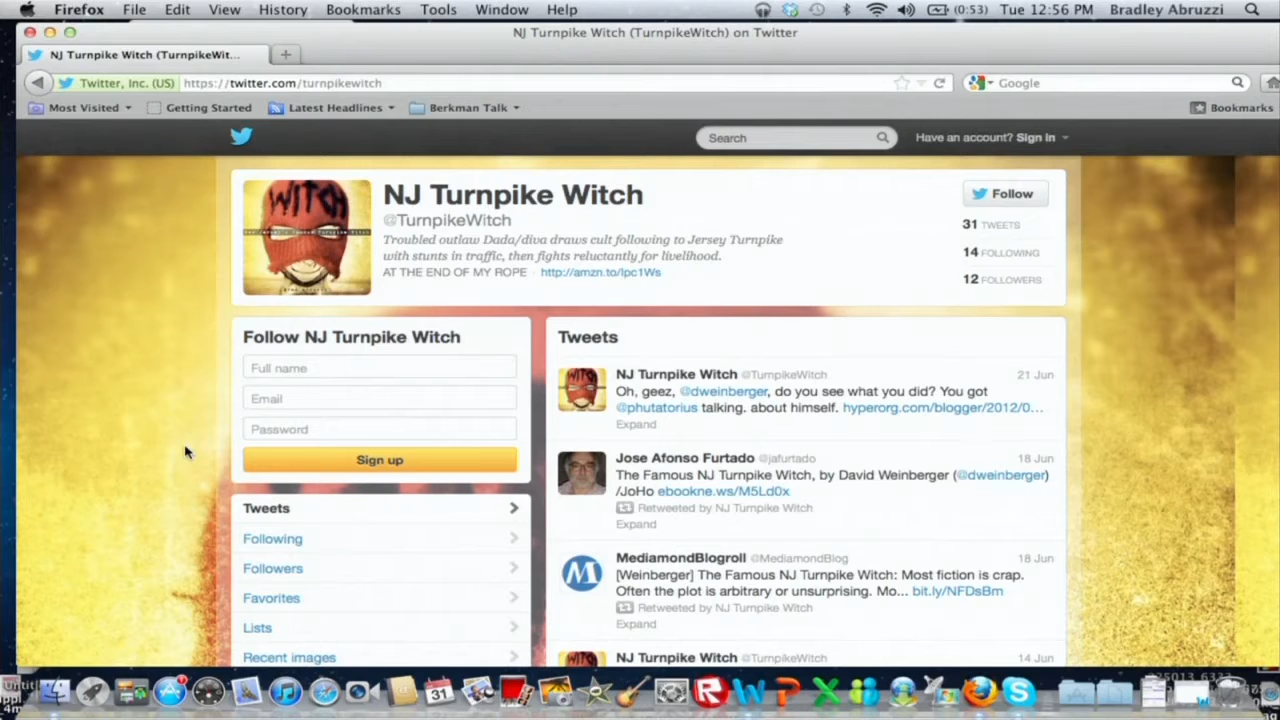 Firefox File Edit View History Bookmarks Tools Window Help (0:53) Tue 12:56 PM Bradley Abruzzi
NJ Turnpike Witch (TurnpikeWitch) on Twitter
NJ Turnpike Witch (TurnpikeWit...
Twitter, Inc. (US) https://twitter.com/turnpikewitch Google
Most Visited Getting Started Latest Headlines Berkman Talk Bookmarks
Search Have an account? Sign in
WITCH
NJ Turnpike Witch
@TurnpikeWitch
Troubled outlaw Dada/diva draws cult following to Jersey Turnpike
with stunts in traffic, then fights reluctantly for livelihood.
AT THE END OF MY ROPE · http://amzn.to/lpc1Ws
Follow
31 TWEETS
14 FOLLOWING
12 FOLLOWERS
Follow NJ Turnpike Witch
Full name
Email
Password
Sign up
Tweets
Following
Followers
Favorites
Lists
Recent images
Tweets
NJ Turnpike Witch @TurnpikeWitch 21 Jun
Oh, geez, @dweinberger, do you see what you did? You got
@phutatorius talking. about himself. hyperorg.com/blogger/2012/0...
Expand
Jose Afonso Furtado @jafurtado 18 Jun
The Famous NJ Turnpike Witch, by David Weinberger (@dweinberger)
/JoHo ebookne.ws/M5Ld0x
Retweeted by NJ Turnpike Witch
Expand
MediamondBlogroll @MediamondBlog 18 Jun
[Weinberger] The Famous NJ Turnpike Witch: Most fiction is crap.
Often the plot is arbitrary or unsurprising. Mo... bit.ly/NFDsBm
Retweeted by NJ Turnpike Witch
Expand
NJ Turnpike Witch @TurnpikeWitch 14 Jun
31